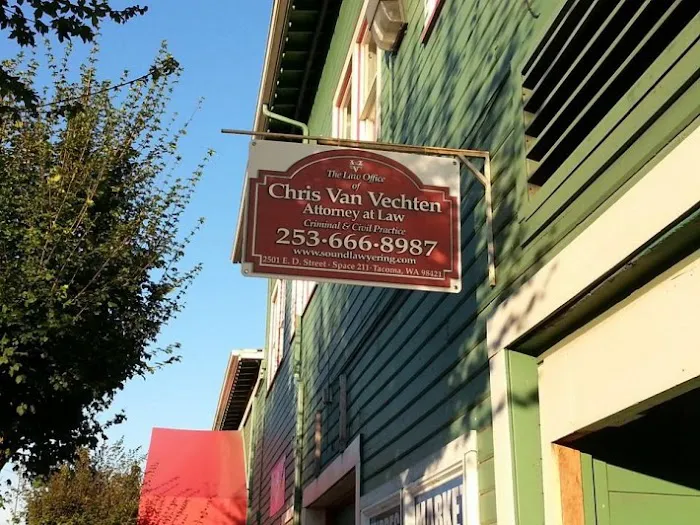 The Law Office
of
Chris Van Vechten
Attorney at Law
Criminal & Civil Practice
253·666·8987
www.soundlawyering.com
2501 E. D. Street · Space 211 · Tacoma, WA 98421
MARKET